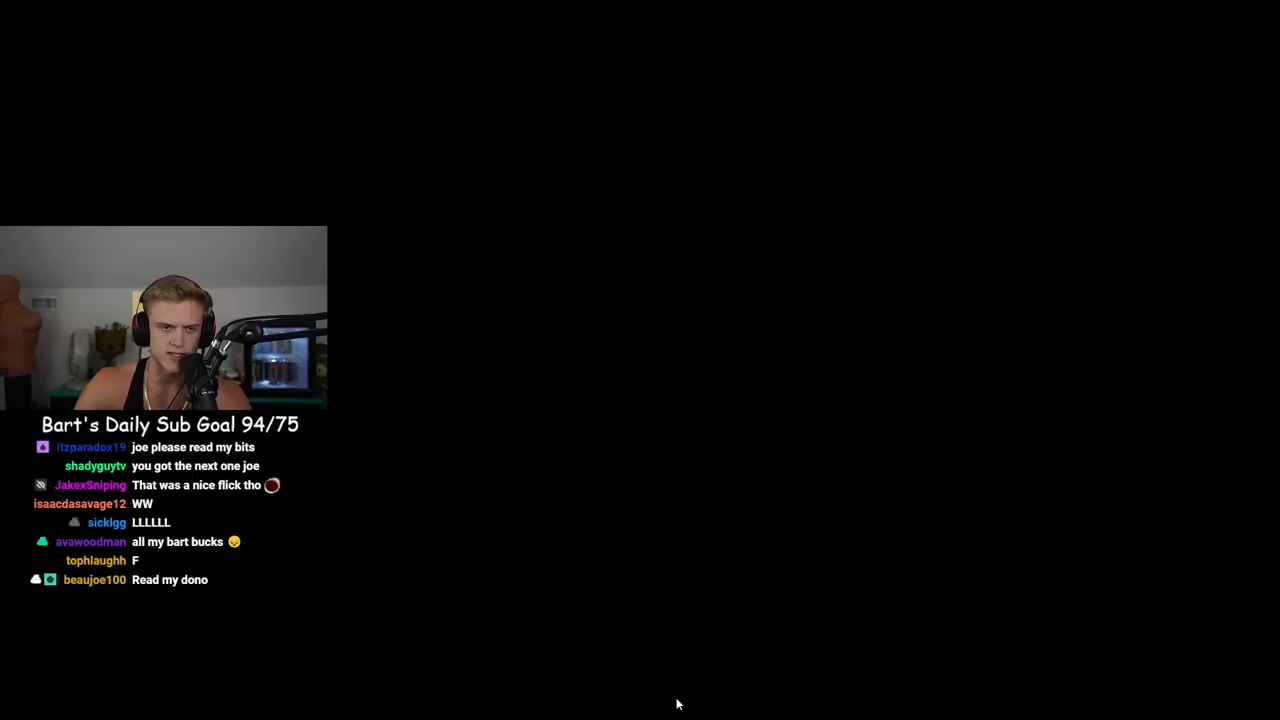 Bart's Daily Sub Goal 94/75
itzparadox19 joe please read my bits
shadyguytv you got the next one joe
JakexSniping That was a nice flick tho
isaacdasavage12 WW
sicklgg LLLLLL
avawoodman all my bart bucks 😞
tophlaughh F
beaujoe100 Read my dono